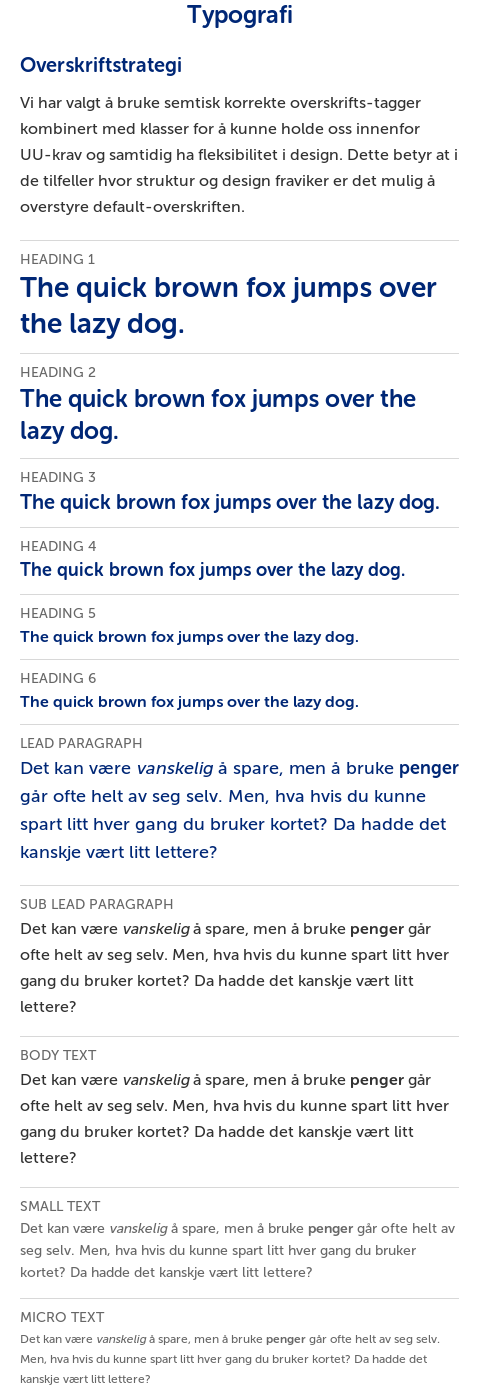 Typografi
Overskriftstrategi
Vi har valgt å bruke semtisk korrekte overskrifts-tagger
kombinert med klasser for å kunne holde oss innenfor
UU-krav og samtidig ha fleksibilitet i design. Dette betyr at i
de tilfeller hvor struktur og design fraviker er det mulig å
overstyre default-overskriften.
HEADING 1
The quick brown fox jumps over
the lazy dog.
HEADING 2
The quick brown fox jumps over the
lazy dog.
HEADING 3
The quick brown fox jumps over the lazy dog.
HEADING 4
The quick brown fox jumps over the lazy dog.
HEADING 5
The quick brown fox jumps over the lazy dog.
HEADING 6
The quick brown fox jumps over the lazy dog.
LEAD PARAGRAPH
Det kan være vanskelig å spare, men å bruke penger
går ofte helt av seg selv. Men, hva hvis du kunne
spart litt hver gang du bruker kortet? Da hadde det
kanskje vært litt lettere?
SUB LEAD PARAGRAPH
Det kan være vanskelig å spare, men å bruke penger går
ofte helt av seg selv. Men, hva hvis du kunne spart litt hver
gang du bruker kortet? Da hadde det kanskje vært litt
lettere?
BODY TEXT
Det kan være vanskelig å spare, men å bruke penger går
ofte helt av seg selv. Men, hva hvis du kunne spart litt hver
gang du bruker kortet? Da hadde det kanskje vært litt
lettere?
SMALL TEXT
Det kan være vanskelig å spare, men å bruke penger går ofte helt av
seg selv. Men, hva hvis du kunne spart litt hver gang du bruker
kortet? Da hadde det kanskje vært litt lettere?
MICRO TEXT
Det kan være vanskelig å spare, men å bruke penger går ofte helt av seg selv.
Men, hva hvis du kunne spart litt hver gang du bruker kortet? Da hadde det
kanskje vært litt lettere?